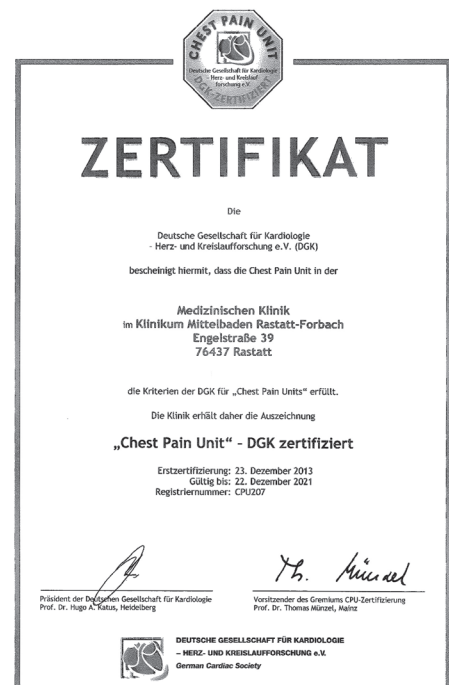 CHEST PAIN UNIT
Deutsche Gesellschaft für Kardiologie
- Herz- und Kreislauf
forschung e.V.
DGK-ZERTIFIZIERT
ZERTIFIKAT
Die
Deutsche Gesellschaft für Kardiologie
- Herz- und Kreislaufforschung e.V. (DGK)
bescheinigt hiermit, dass die Chest Pain Unit in der
Medizinischen Klinik
im Klinikum Mittelbaden Rastatt-Forbach
Engelstraße 39
76437 Rastatt
die Kriterien der DGK für „Chest Pain Units“ erfüllt.
Die Klinik erhält daher die Auszeichnung
„Chest Pain Unit“ - DGK zertifiziert
Erstzertifizierung: 23. Dezember 2013
Gültig bis: 22. Dezember 2021
Registriernummer: CPU207
Th. Münzel
Präsident der Deutschen Gesellschaft für Kardiologie
Prof. Dr. Hugo A. Katus, Heidelberg
Vorsitzender des Gremiums CPU-Zertifizierung
Prof. Dr. Thomas Münzel, Mainz
DEUTSCHE GESELLSCHAFT FÜR KARDIOLOGIE
– HERZ- UND KREISLAUFFORSCHUNG e.V.
German Cardiac Society